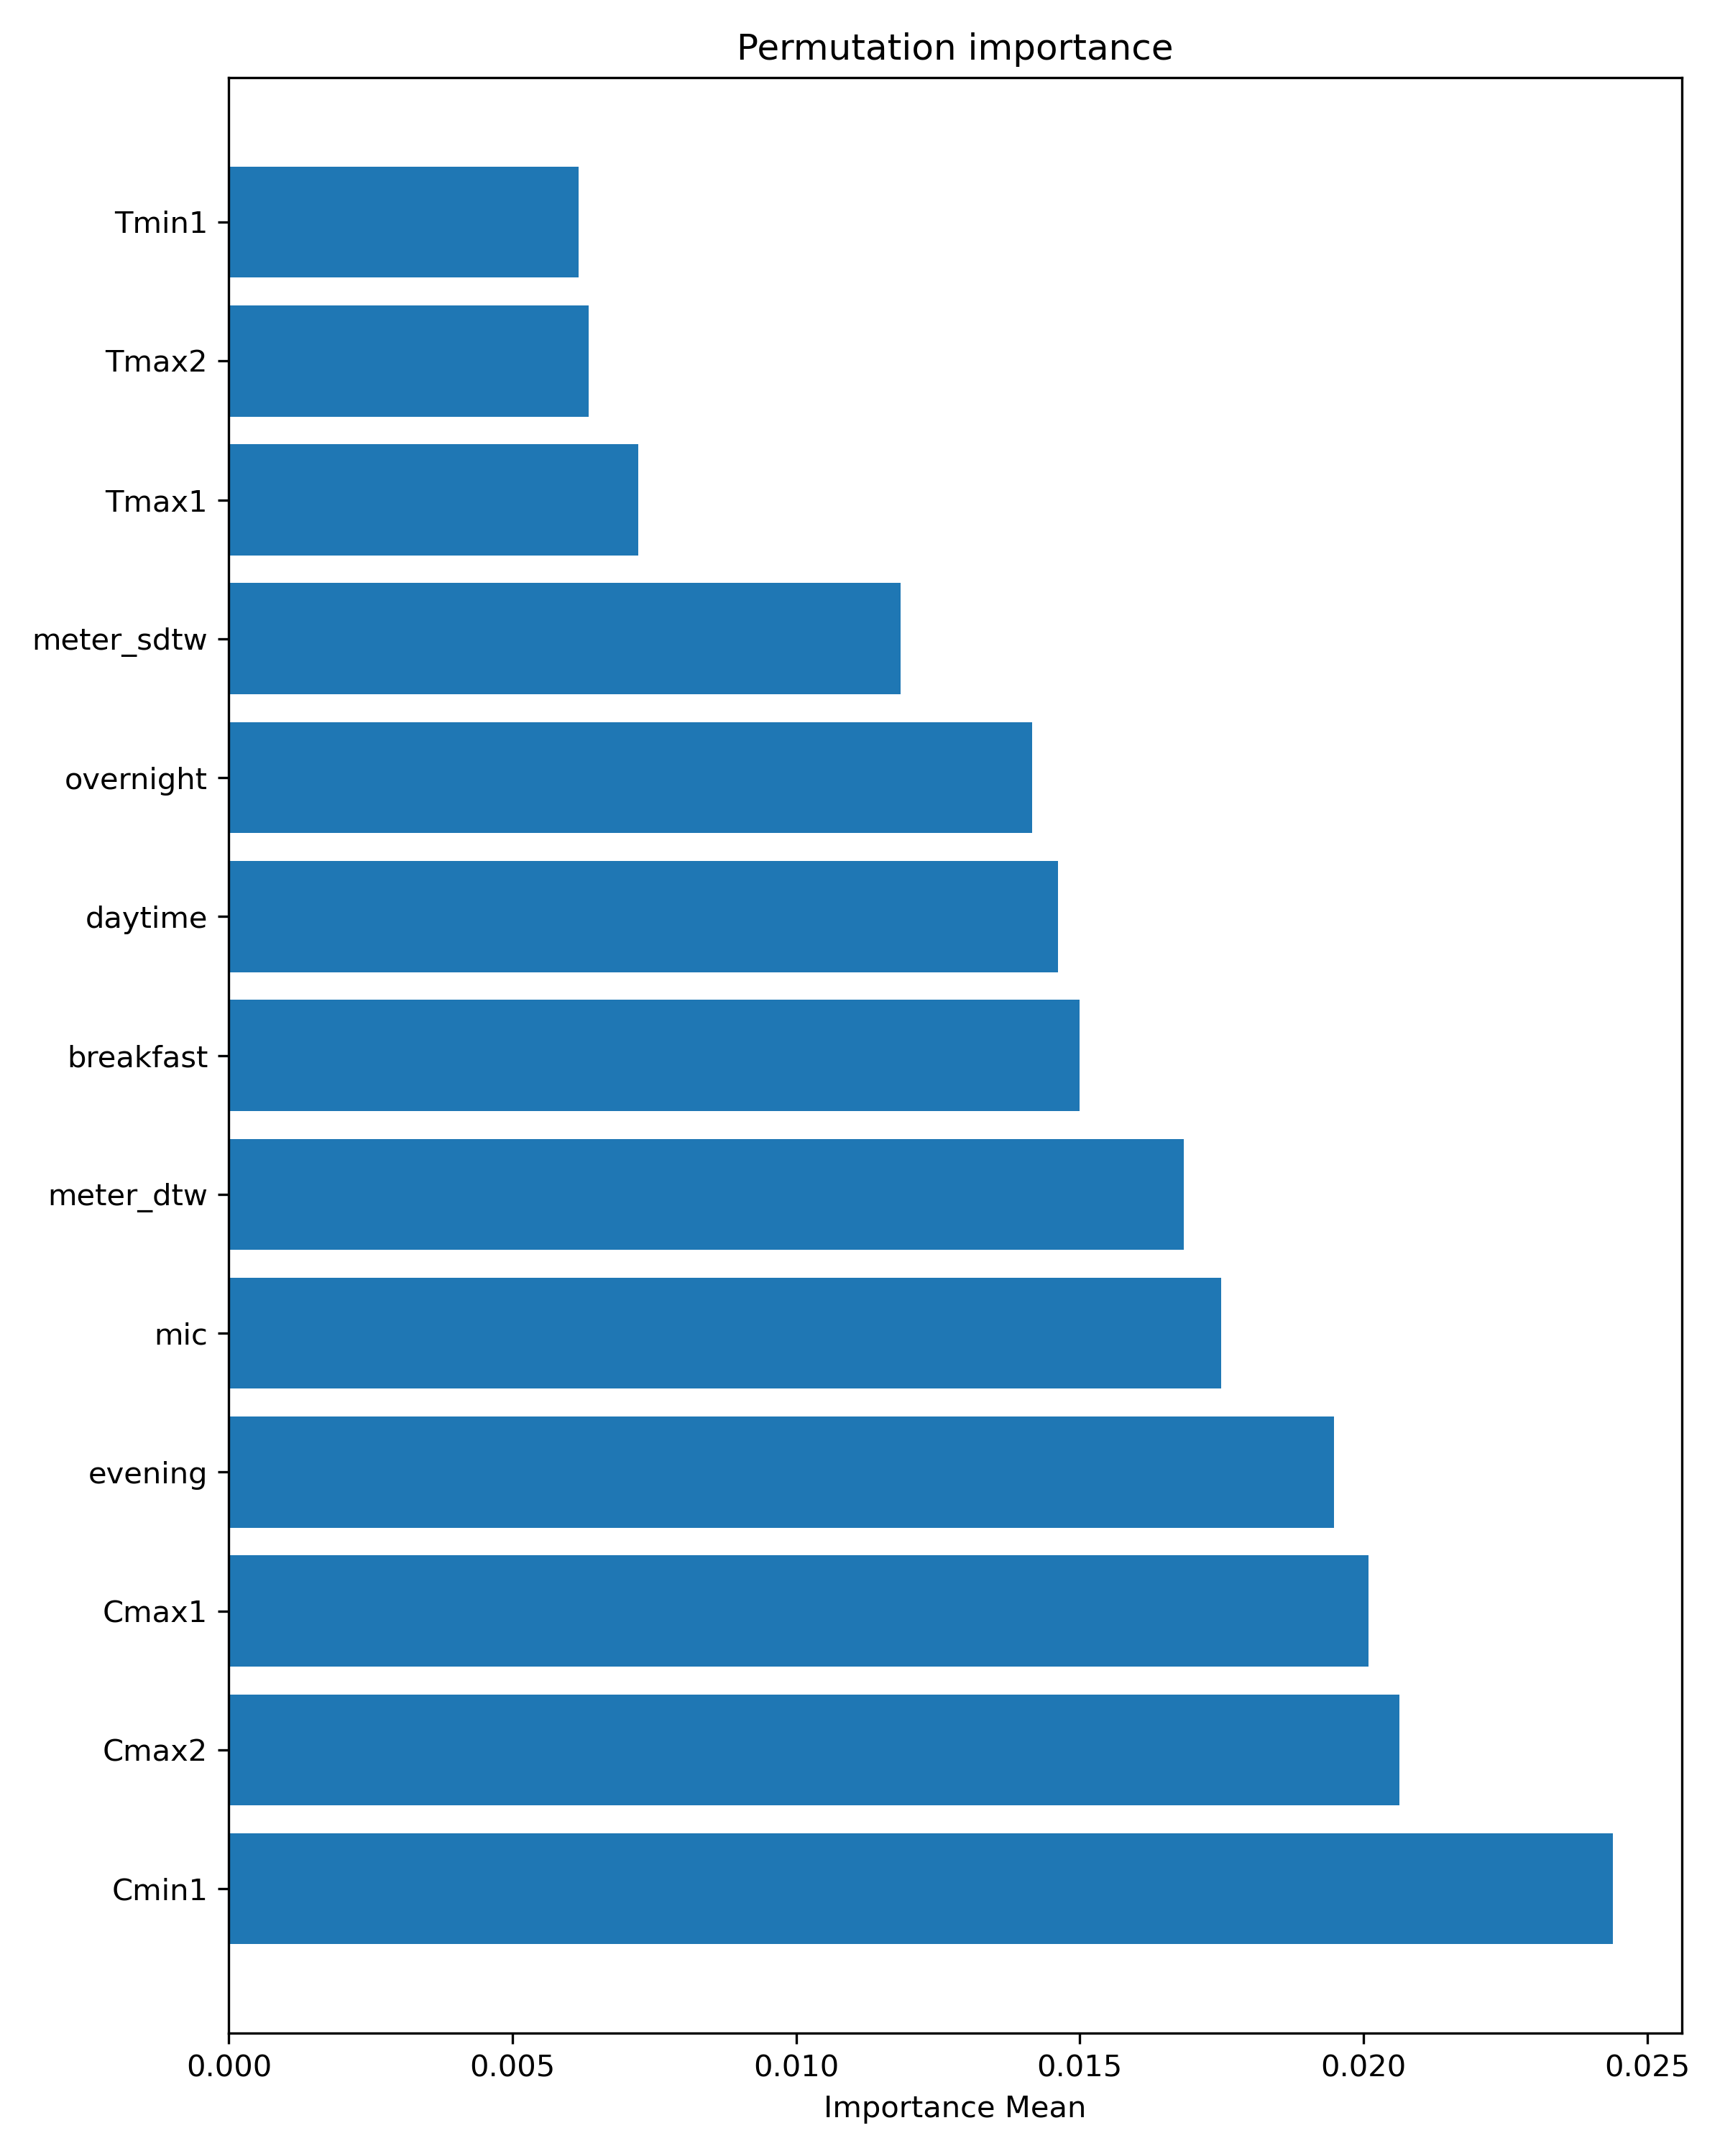 Permutation importance
Tmin1
Tmax2
Tmax1
meter_sdtw
overnight
daytime
breakfast
meter_dtw
mic
evening
Cmax1
Cmax2
Cmin1
0.000 0.005 0.010 0.015 0.020 0.025
Importance Mean